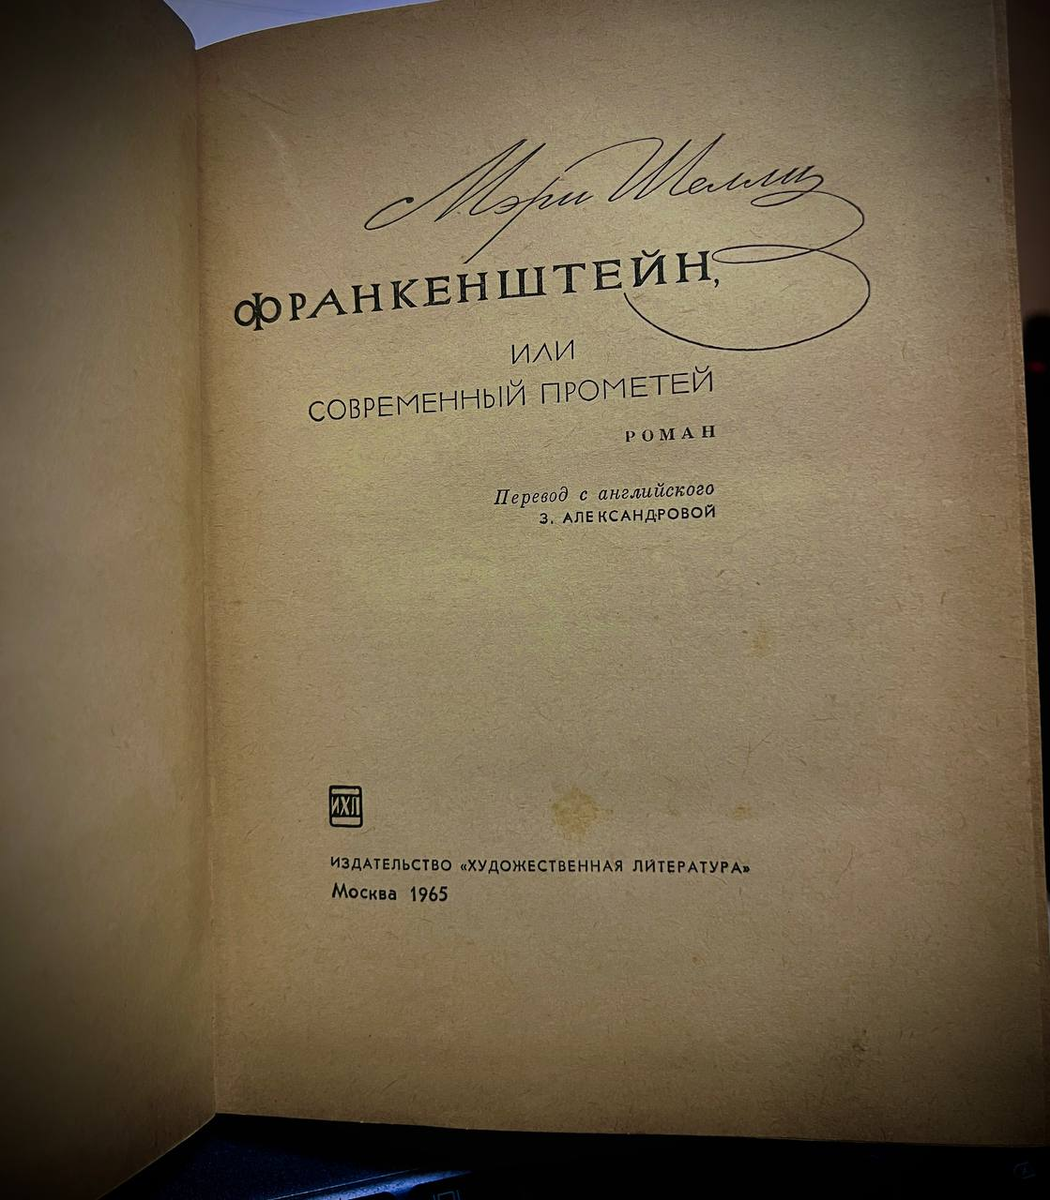 Мэри Шелли
ФРАНКЕНШТЕЙН,
ИЛИ
СОВРЕМЕННЫЙ ПРОМЕТЕЙ
РОМАН
Перевод с английского
З. АЛЕКСАНДРОВОЙ
ИХЛ
ИЗДАТЕЛЬСТВО «ХУДОЖЕСТВЕННАЯ ЛИТЕРАТУРА»
Москва 1965